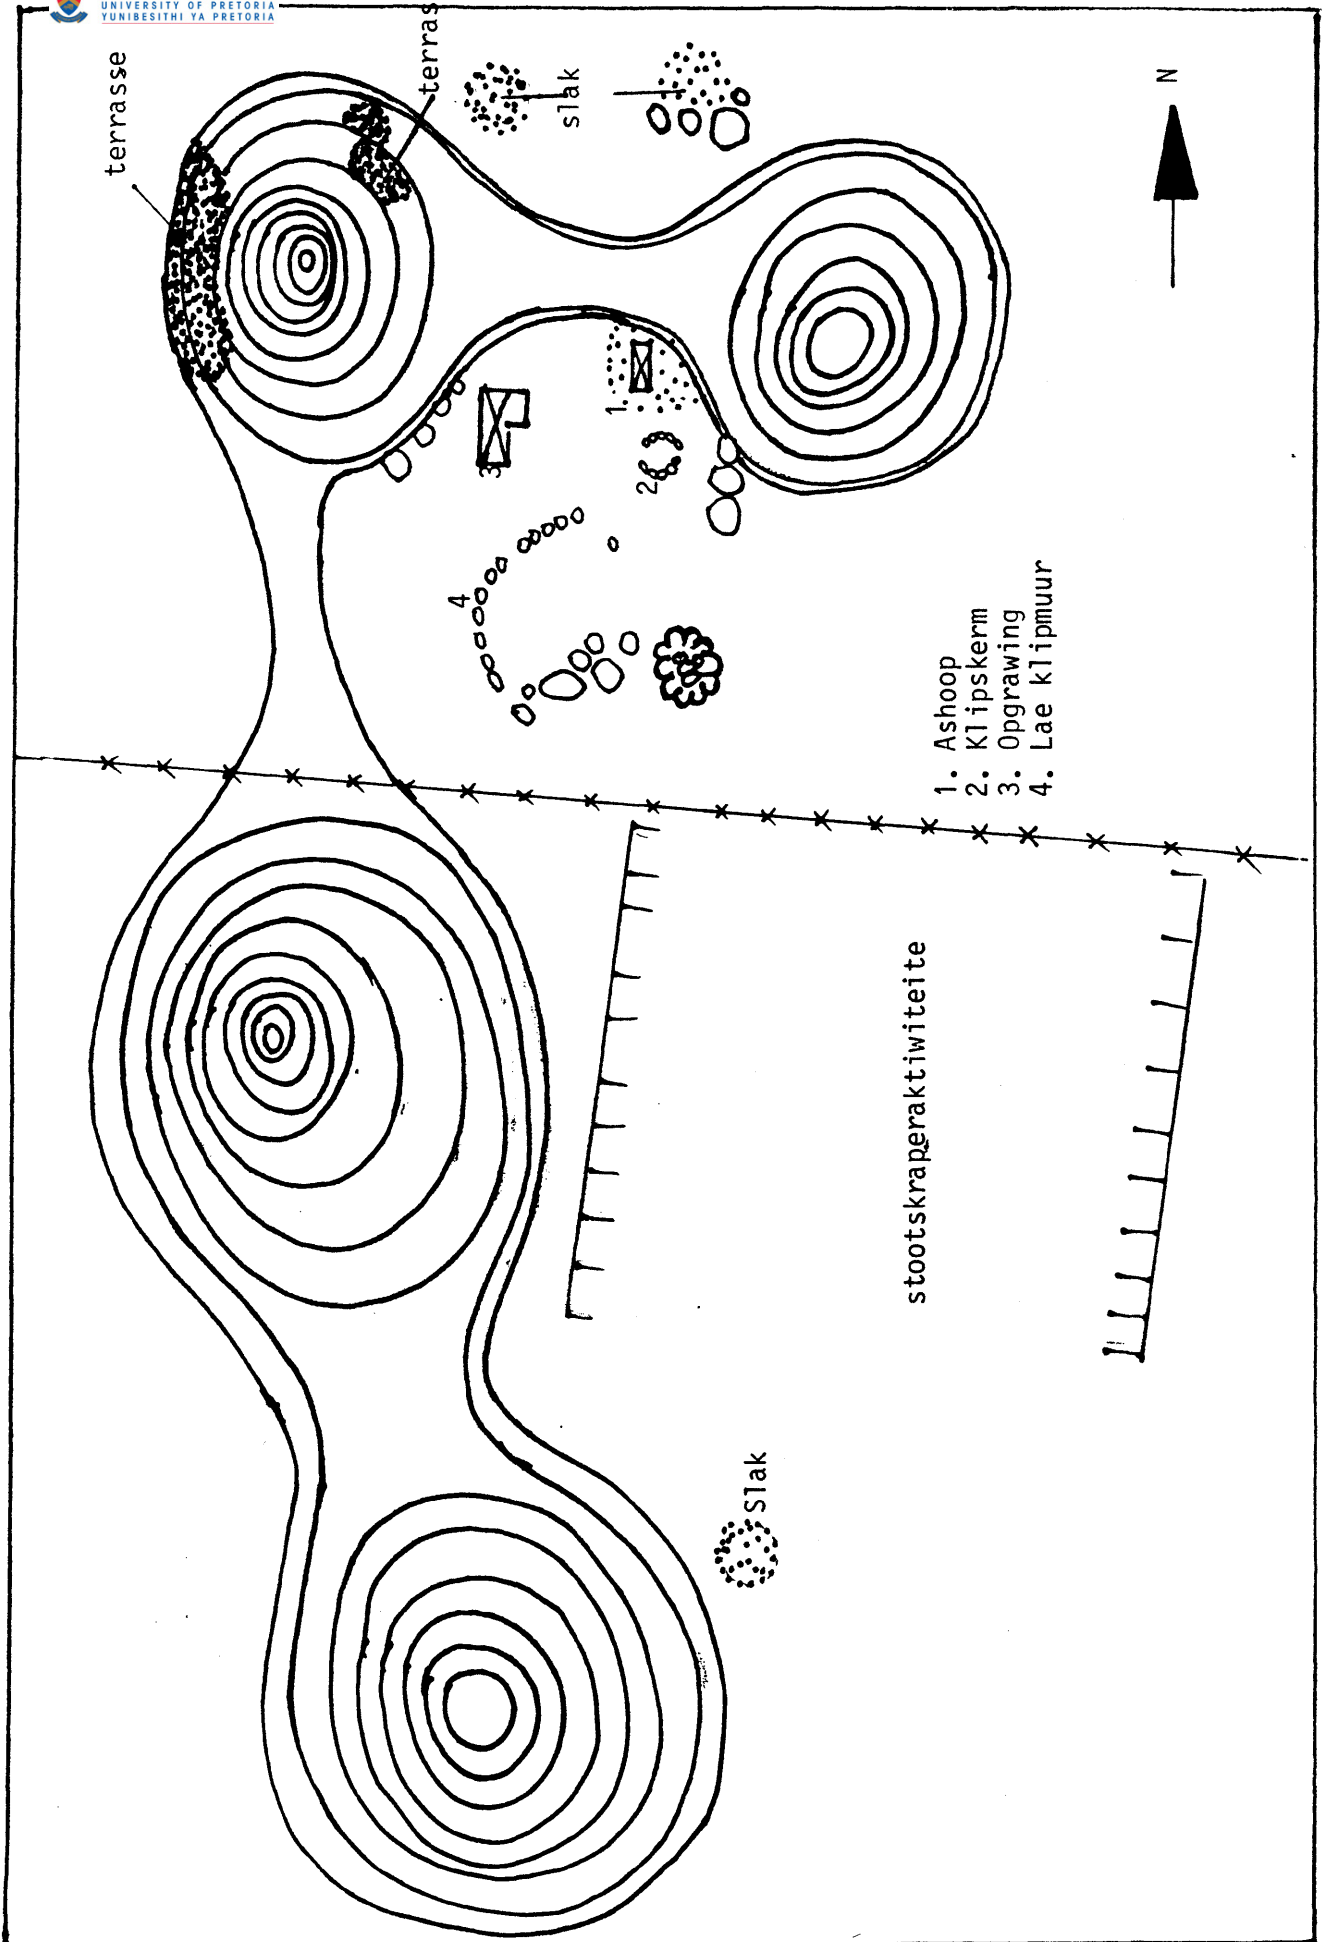 UNIVERSITY OF PRETORIA
YUNIBESITHI YA PRETORIA
terrasse
terras
slak
N
1
2
3
4
1. Ashoop
2. Klipskerm
3. Opgrawing
4. Lae klipmuur
stootskraperaktiwiteite
Slak